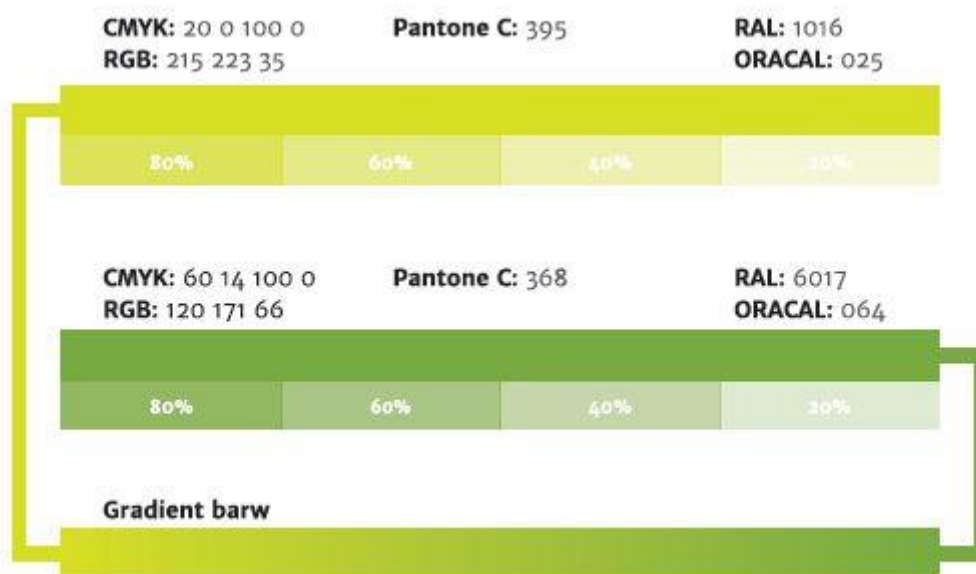 CMYK: 20 0 100 0 Pantone C: 395 RAL: 1016
RGB: 215 223 35 ORACAL: 025
80% 60% 40% 20%
CMYK: 60 14 100 0 Pantone C: 368 RAL: 6017
RGB: 120 171 66 ORACAL: 064
80% 60% 40% 20%
Gradient barw